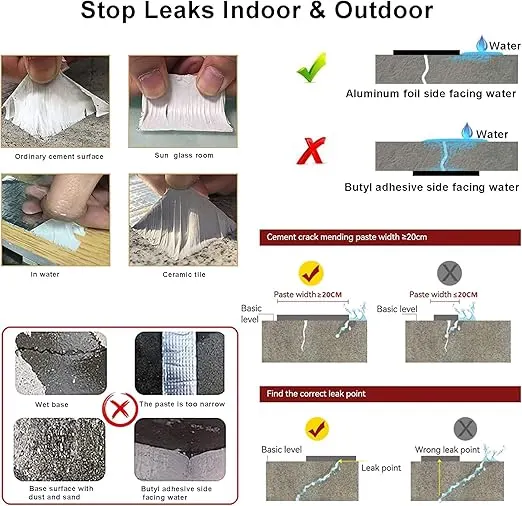 Stop Leaks Indoor & Outdoor
Ordinary cement surface
Sun glass room
In water
Ceramic tile
Water
Aluminum foil side facing water
Water
Butyl adhesive side facing water
Cement crack mending paste width ≥20cm
Paste width≥20CM
Basic
level
Paste width≤20CM
Basic
level
Wet base
The paste is too narrow
Base surface with
dust and sand
Butyl adhesive side
facing water
Find the correct leak point
Basic level
Leak point
Wrong leak point